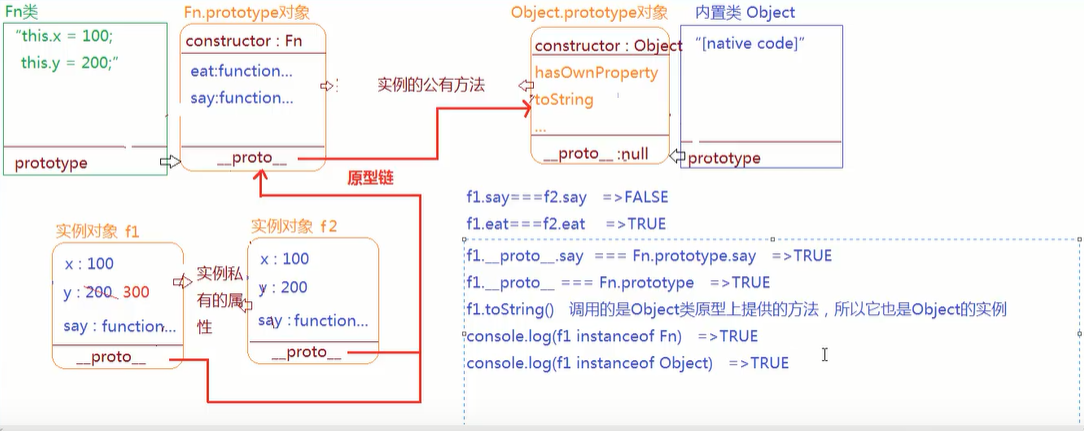 Fn类
"this.x = 100;
this.y = 200;"
prototype
Fn.prototype对象
constructor : Fn
eat:function...
say:function...
__proto__
实例的公有方法
原型链
Object.prototype对象
constructor : Object
hasOwnProperty
toString
...
__proto__ :null
内置类 Object
"[native code]"
prototype
实例对象 f1
x : 100
y : 200 300
say : function...
__proto__
实例私
有的属
性
实例对象 f2
x : 100
y : 200
say : function...
__proto__
f1.say===f2.say =>FALSE
f1.eat===f2.eat =>TRUE
f1.__proto__.say === Fn.prototype.say =>TRUE
f1.__proto__ === Fn.prototype =>TRUE
f1.toString() 调用的是Object类原型上提供的方法，所以它也是Object的实例
console.log(f1 instanceof Fn) =>TRUE
console.log(f1 instanceof Object) =>TRUE